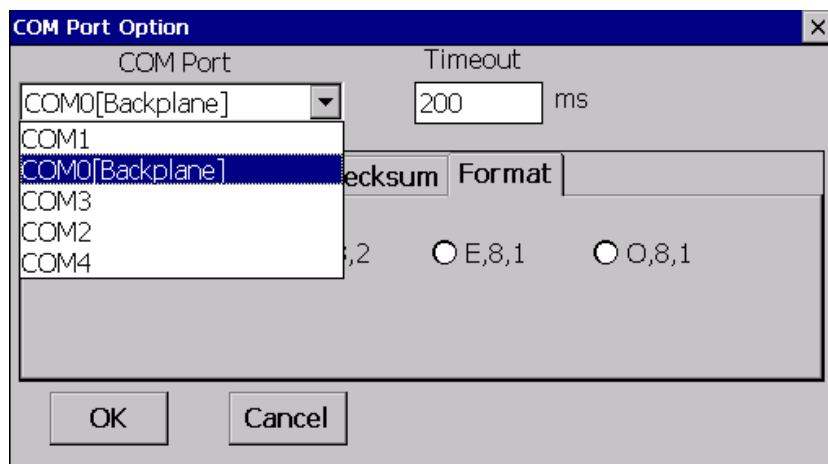 COM Port Option
COM Port Timeout
COM0[Backplane] 200 ms
COM1
COM0[Backplane]
COM3
COM2
COM4
ecksum Format
,2 E,8,1 O,8,1
OK Cancel